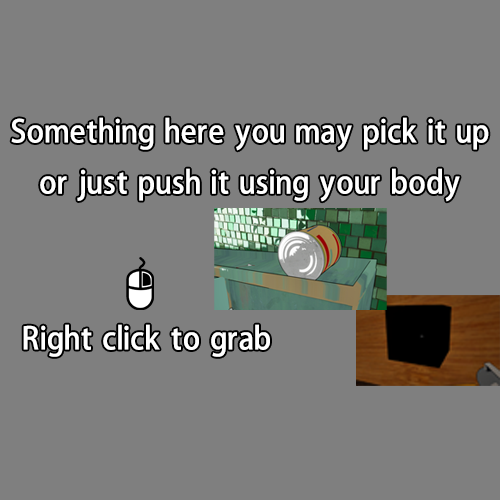 Something here you may pick it up
or just push it using your body
Right click to grab